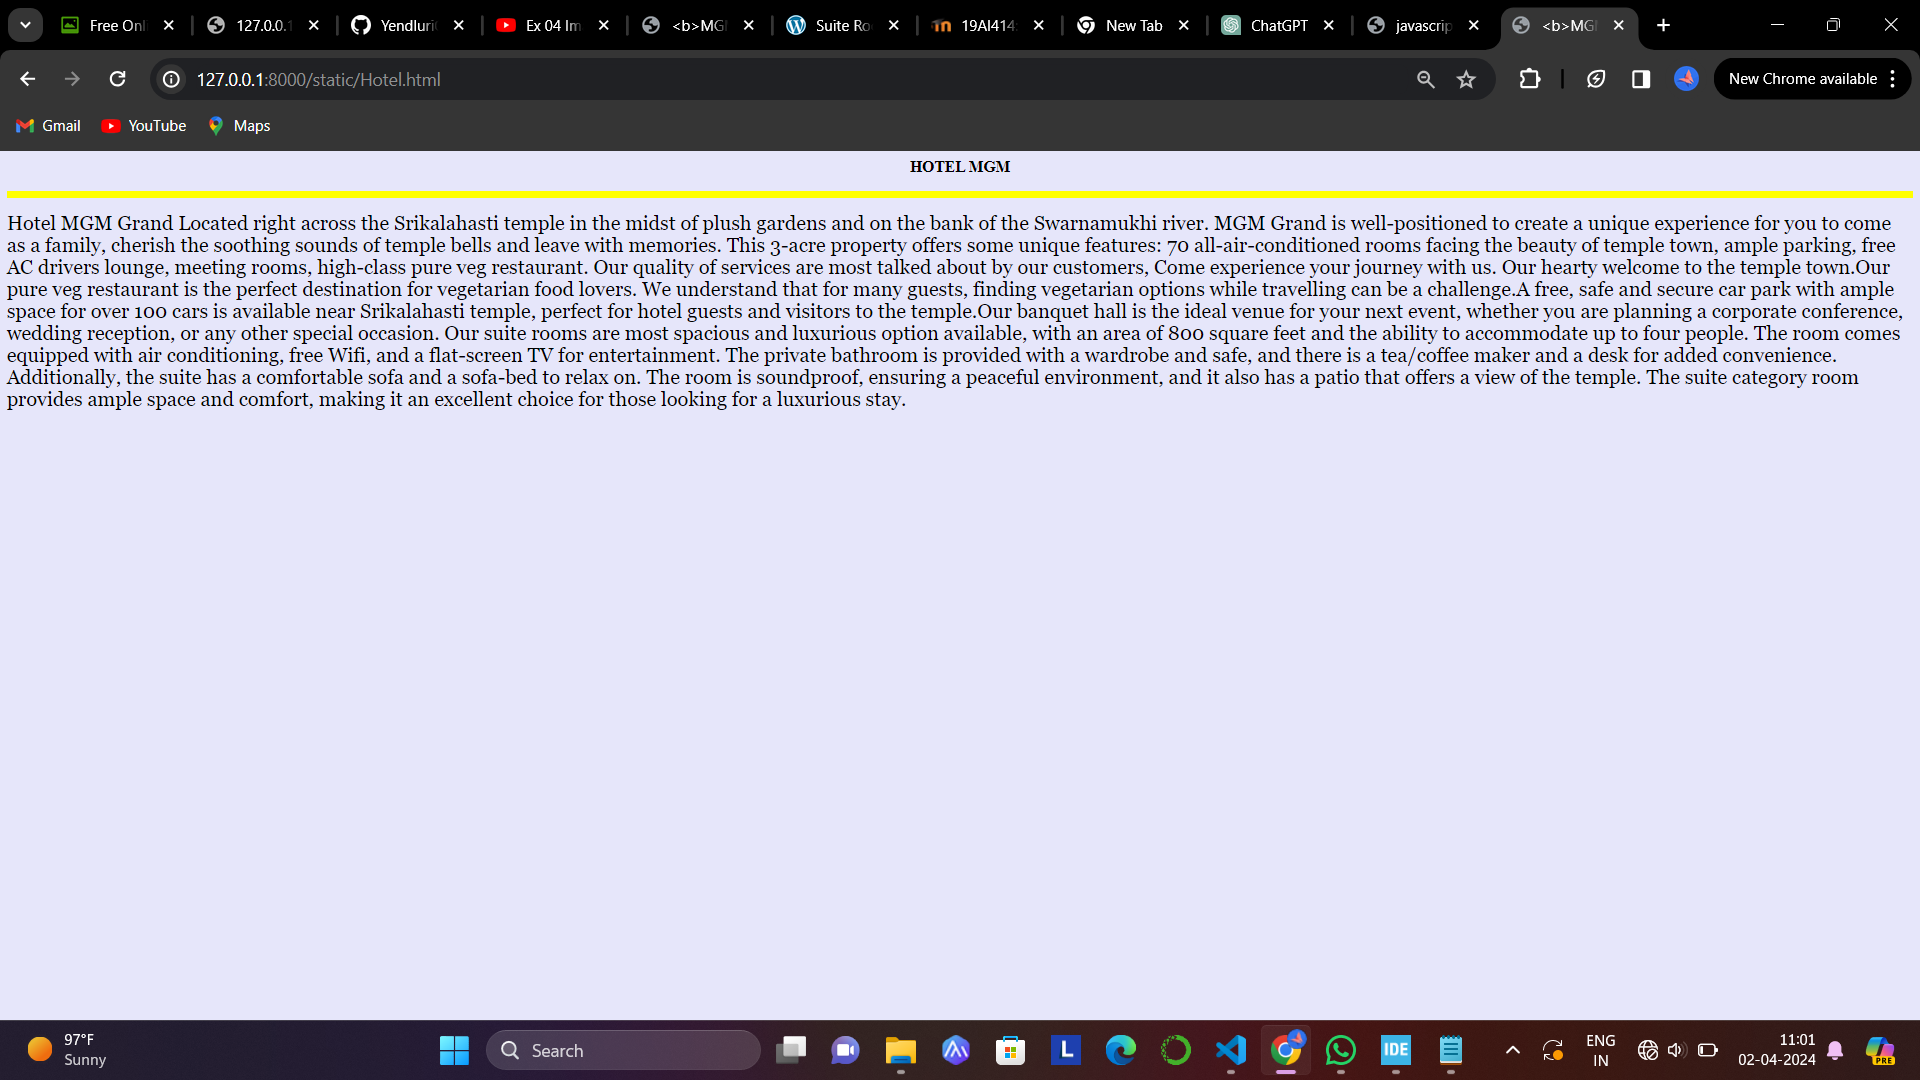 Free Onl
127.0.0.1
Yendluri
Ex 04 Im
<b>MG
Suite Ro
19AI414
New Tab
ChatGPT
javascrip
<b>MG
127.0.0.1:8000/static/Hotel.html
New Chrome available
Gmail
YouTube
Maps
HOTEL MGM
Hotel MGM Grand Located right across the Srikalahasti temple in the midst of plush gardens and on the bank of the Swarnamukhi river. MGM Grand is well-positioned to create a unique experience for you to come
as a family, cherish the soothing sounds of temple bells and leave with memories. This 3-acre property offers some unique features: 70 all-air-conditioned rooms facing the beauty of temple town, ample parking, free
AC drivers lounge, meeting rooms, high-class pure veg restaurant. Our quality of services are most talked about by our customers, Come experience your journey with us. Our hearty welcome to the temple town.Our
pure veg restaurant is the perfect destination for vegetarian food lovers. We understand that for many guests, finding vegetarian options while travelling can be a challenge.A free, safe and secure car park with ample
space for over 100 cars is available near Srikalahasti temple, perfect for hotel guests and visitors to the temple.Our banquet hall is the ideal venue for your next event, whether you are planning a corporate conference,
wedding reception, or any other special occasion. Our suite rooms are most spacious and luxurious option available, with an area of 800 square feet and the ability to accommodate up to four people. The room comes
equipped with air conditioning, free Wifi, and a flat-screen TV for entertainment. The private bathroom is provided with a wardrobe and safe, and there is a tea/coffee maker and a desk for added convenience.
Additionally, the suite has a comfortable sofa and a sofa-bed to relax on. The room is soundproof, ensuring a peaceful environment, and it also has a patio that offers a view of the temple. The suite category room
provides ample space and comfort, making it an excellent choice for those looking for a luxurious stay.
97°F
Sunny
Search
L
IDE
ENG
IN
11:01
02-04-2024
PRE